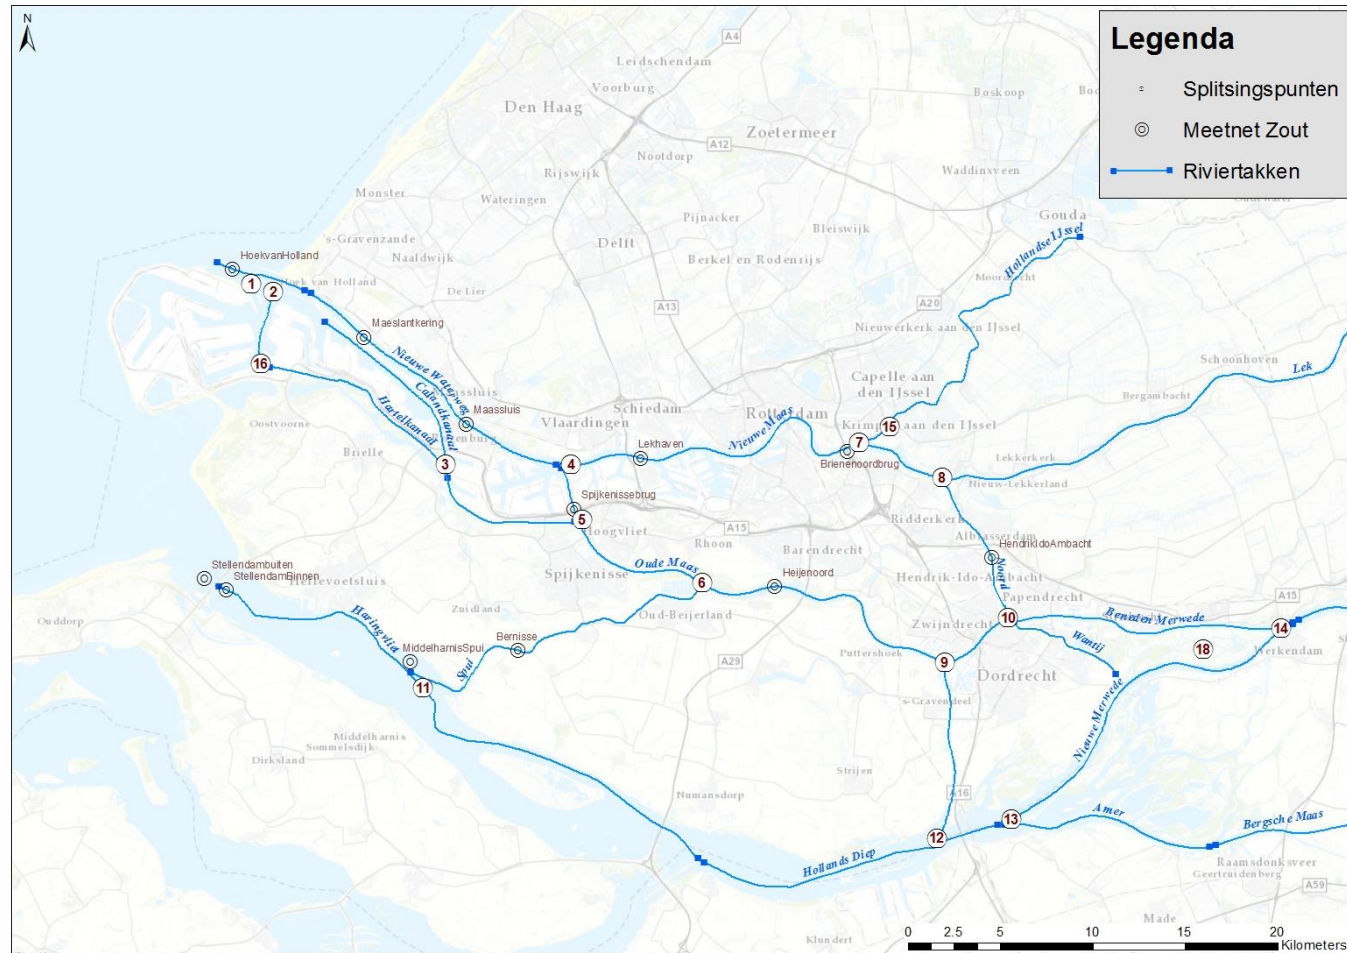 N
Legenda
Splitsingspunten
Meetnet Zout
Riviertakken
A4
Leidschendam
Voorburg
Den Haag
Zoetermeer
Boskoop
A12
Nootdorp
Rijswijk
Waddinxveen
Monster
Wateringen
Pijnacker
Bleiswijk
Gouda
's-Gravenzande
Delft
Naaldwijk
Berkel en Rodenrijs
Hollandse IJssel
Moordrecht
HoekvanHolland
Hoek van Holland
De Lier
1
2
A13
A20
Maeslantkering
Nieuwerkerk aan den IJssel
Nieuwe Waterweg
Schoonhoven
16
Calandkanaal
Capelle aan
den IJssel
Lek
Bergambacht
Maassluis
Schiedam
Rotterdam
Hartelkanaal
Vlaardingen
Nieuwe Maas
15
Krimpen aan den IJssel
Oostvoorne
Brielle
Lekhaven
7
Brienenoordbrug
Lekkerkerk
3
4
8
Nieuw-Lekkerland
Spijkenissebrug
5
Hoogvliet
A15
Ridderkerk
Alblasserdam
Rhoon
Barendrecht
HendrikIdoAmbacht
Stellendambuiten
StellendamBinnen
Hellevoetsluis
Spijkenisse
Oude Maas
6
Heijenoord
Hendrik-Ido-Ambacht
Noord
Papendrecht
A15
Ouddorp
Haringvliet
Zuidland
Oud-Beijerland
Zwijndrecht
10
Beneden Merwede
14
Bernisse
Wantij
18
Werkendam
MiddelharnisSpui
Spui
Puttershoek
9
A29
Dordrecht
11
's-Gravendeel
Nieuwe Merwede
Middelharnis
Sommelsdijk
Dirksland
Strijen
Numansdorp
A16
12
13
Amer
Bergsche Maas
Hollands Diep
Raamsdonksveer
Geertruidenberg
A59
Made
Klundert
0 2.5 5 10 15 20
Kilometers